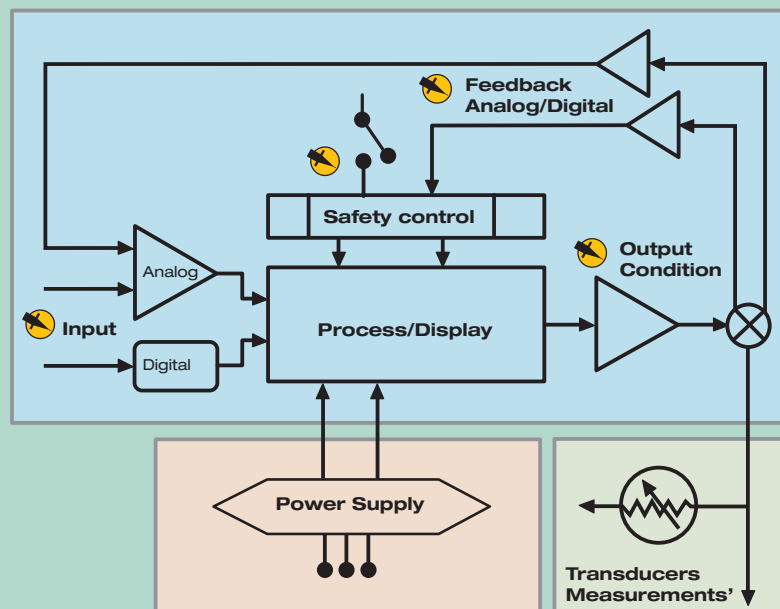 Feedback
Analog/Digital
Safety control
Output
Condition
Analog
Input
Process/Display
Digital
Power Supply
Transducers
Measurements'